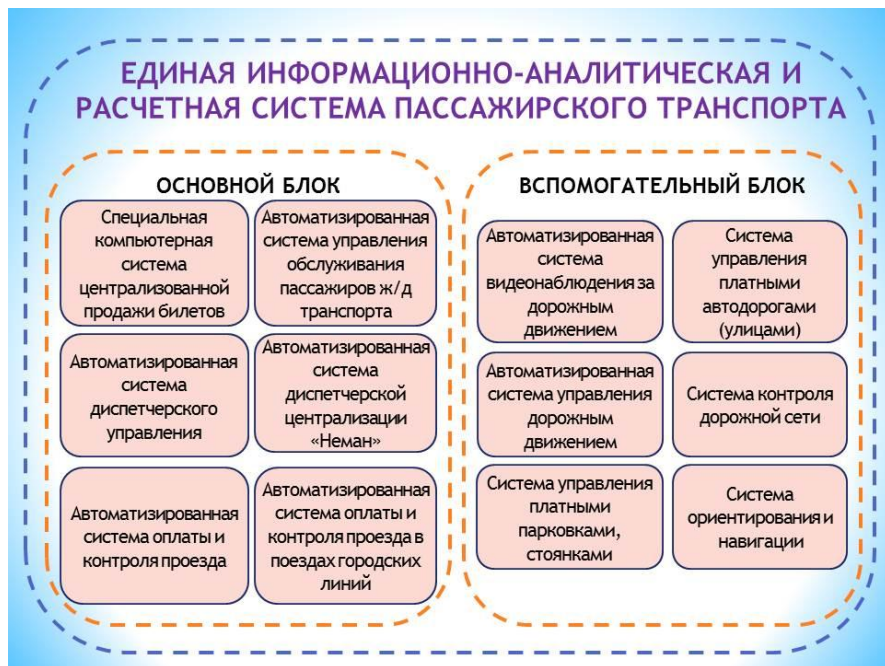 ЕДИНАЯ ИНФОРМАЦИОННО-АНАЛИТИЧЕСКАЯ И
РАСЧЕТНАЯ СИСТЕМА ПАССАЖИРСКОГО ТРАНСПОРТА
ОСНОВНОЙ БЛОК
Специальная
компьютерная
система
централизованной
продажи билетов
Автоматизированная
система управления
обслуживания
пассажиров ж/д
транспорта
Автоматизированная
система
диспетчерского
управления
Автоматизированная
система
диспетчерской
централизации
«Неман»
Автоматизированная
система оплаты и
контроля проезда
Автоматизированная
система оплаты и
контроля проезда в
поездах городских
линий
ВСПОМОГАТЕЛЬНЫЙ БЛОК
Автоматизированная
система
видеонаблюдения за
дорожным
движением
Система
управления
платными
автодорогами
(улицами)
Автоматизированная
система управления
дорожным
движением
Система контроля
дорожной сети
Система управления
платными
парковками,
стоянками
Система
ориентирования и
навигации